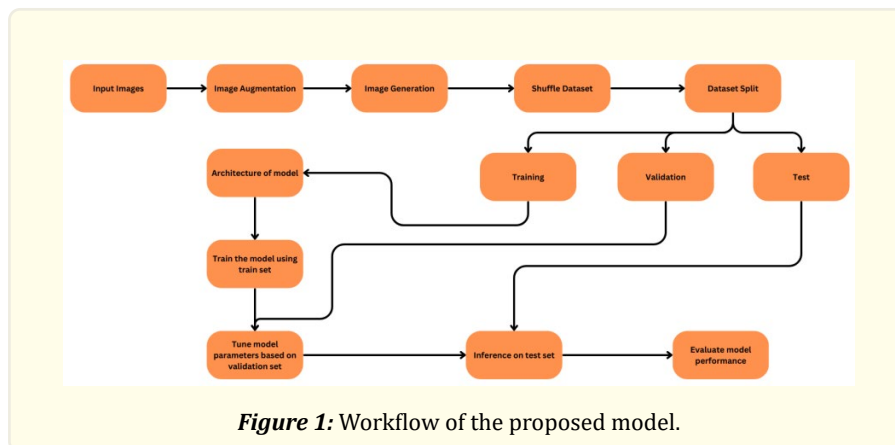 Input Images
Image Augmentation
Image Generation
Shuffle Dataset
Dataset Split
Architecture of model
Training
Validation
Test
Train the model using
train set
Tune model
parameters based on
validation set
Inference on test set
Evaluate model
performance
Figure 1: Workflow of the proposed model.